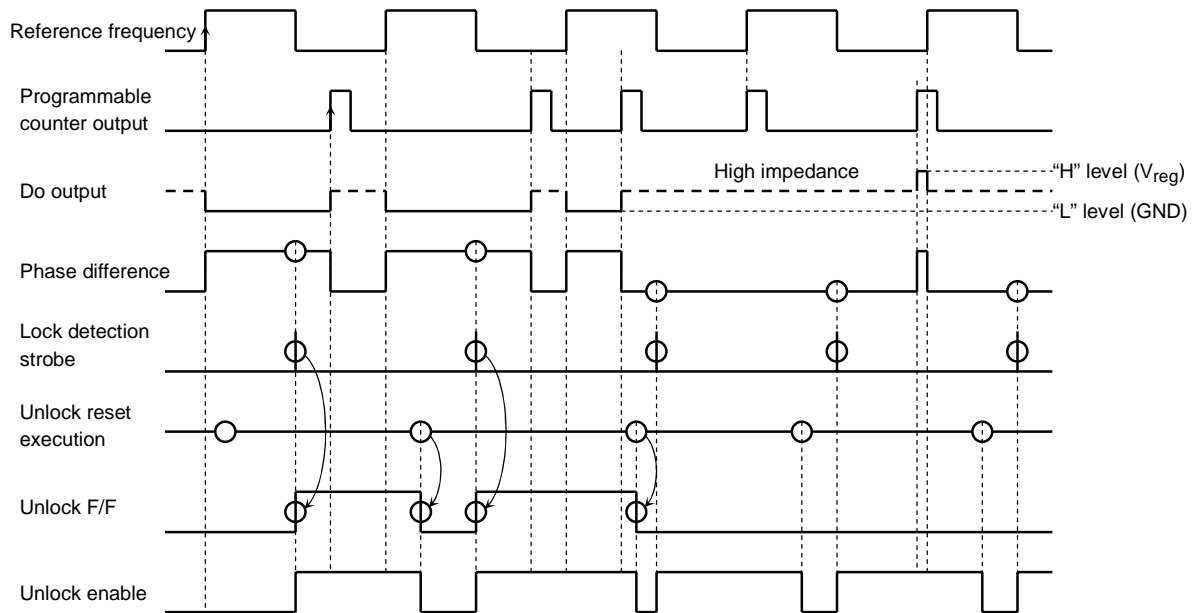 Reference frequency
Programmable
counter output
Do output
High impedance
“H” level (Vreg)
“L” level (GND)
Phase difference
Lock detection
strobe
Unlock reset
execution
Unlock F/F
Unlock enable